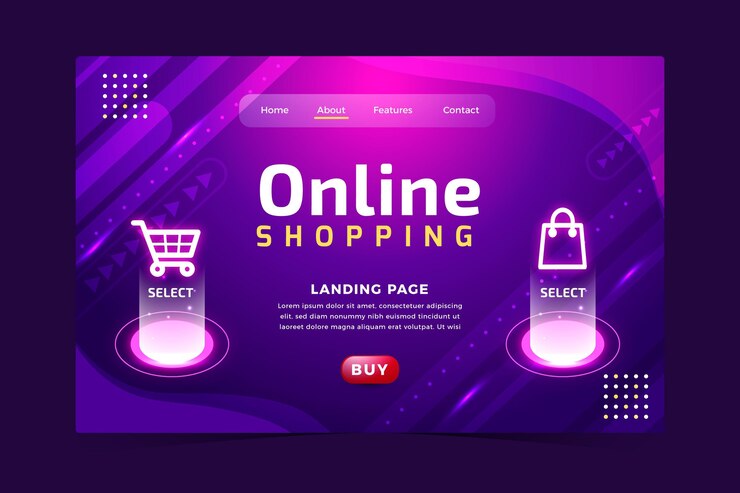 Home About Features Contact
Online
SHOPPING
SELECT
SELECT
LANDING PAGE
Lorem ipsum dolor sit amet, consectetuer adipiscing elit,
sed diam nonummy nibh euismod tincidunt
ut laoreet dolore magna aliquam erat. Ut wisi
BUY